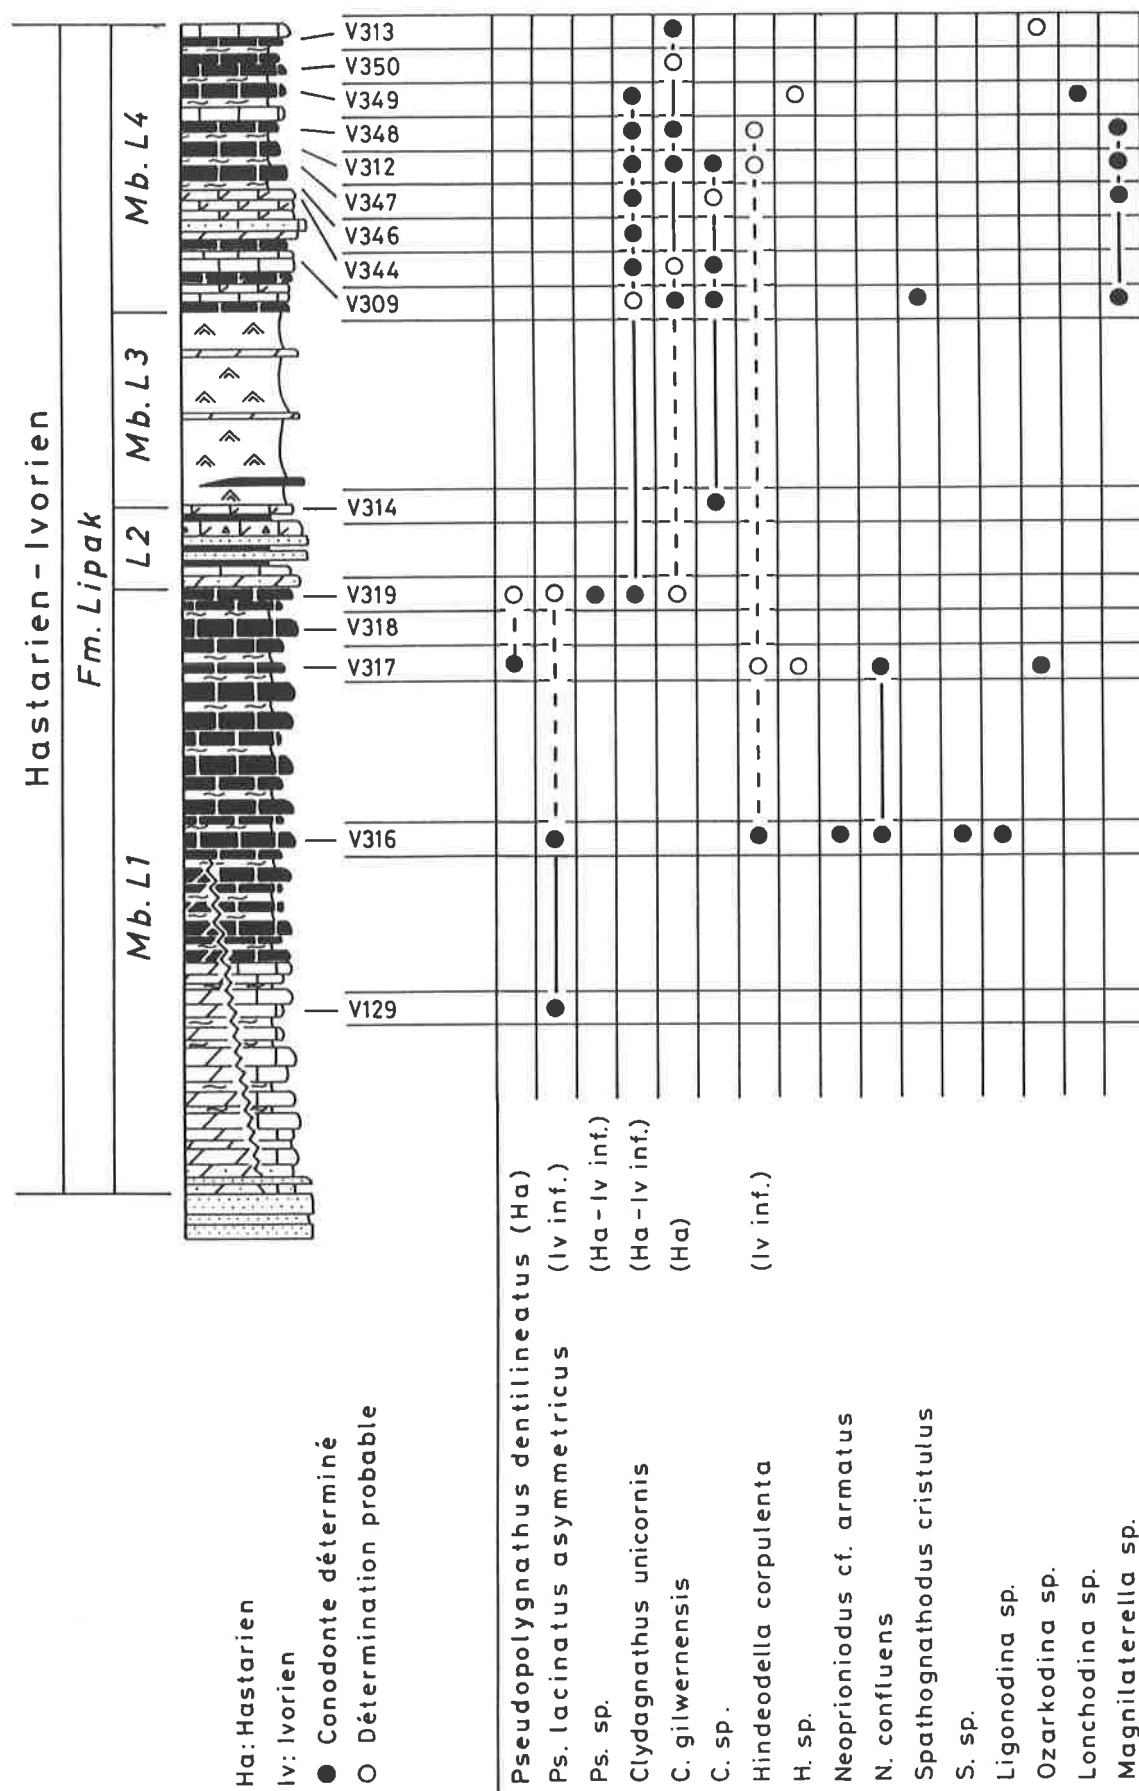 Hastarien - Ivorien
Fm. Lipak
Mb. L1
L2
Mb. L3
Mb. L4
V313
V350
V349
V348
V312
V347
V346
V344
V309
V314
V319
V318
V317
V316
V129
Ha: Hastarien
Iv: Ivorien
● Conodonte déterminé
○ Détermination probable
Pseudopolygnathus dentilineatus (Ha)
Ps. lacinatus asymmetricus (Iv inf.)
Ps. sp. (Ha-Iv inf.)
Clydagnathus unicornis (Ha-Iv inf.)
C. gilwernensis (Ha)
C. sp.
Hindeodella corpulenta (Iv inf.)
H. sp.
Neoprioniodus cf. armatus
N. confluens
Spathognathodus cristulus
S. sp.
Ligonodina sp.
Ozarkodina sp.
Lonchodina sp.
Magnilaterella sp.